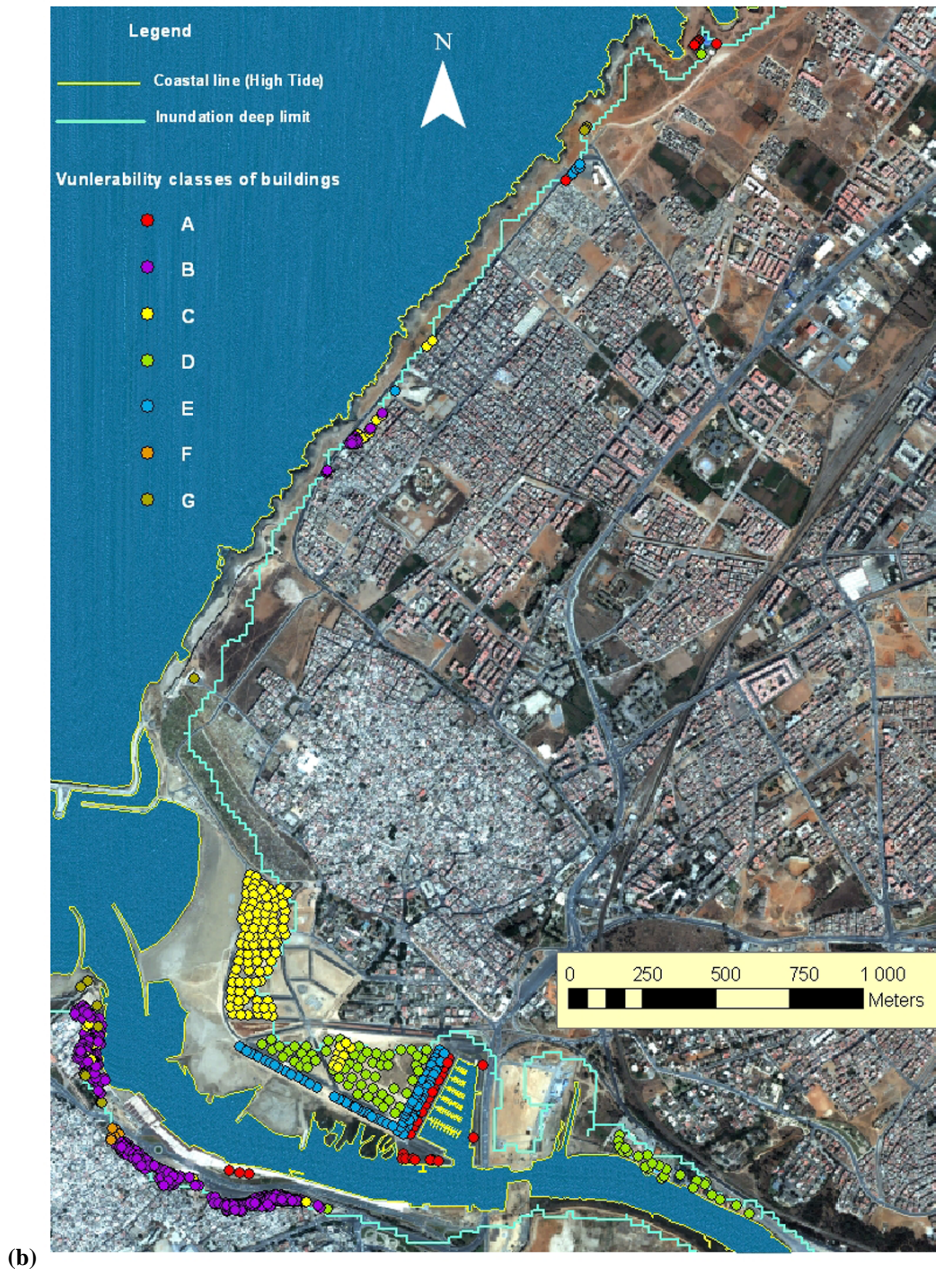 Legend
N
Coastal line (High Tide)
Inundation deep limit
Vunlerability classes of buildings
A
B
C
D
E
F
G
0 250 500 750 1 000
Meters
(b)